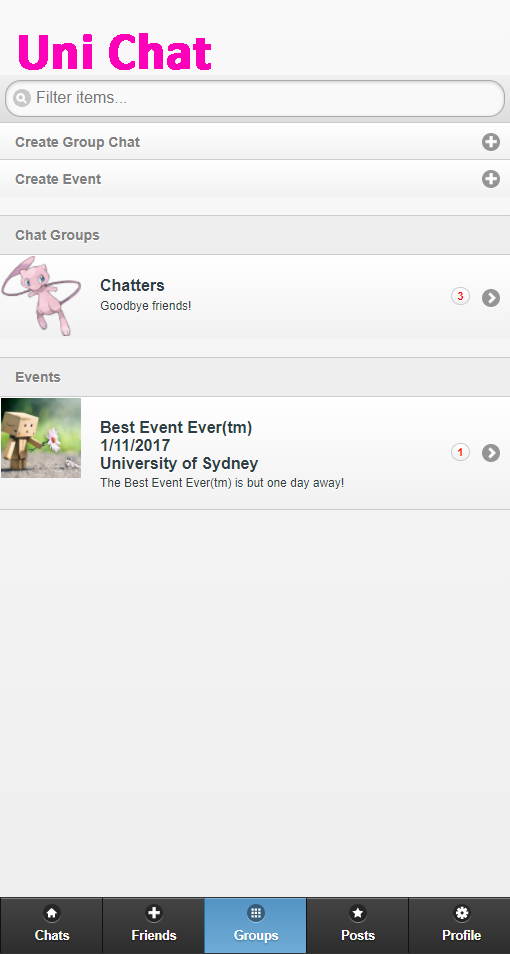 Uni Chat
Filter items...
Create Group Chat
Create Event
Chat Groups
Chatters
Goodbye friends!
3
Events
Best Event Ever(tm)
1/11/2017
University of Sydney
The Best Event Ever(tm) is but one day away!
1
Chats
Friends
Groups
Posts
Profile